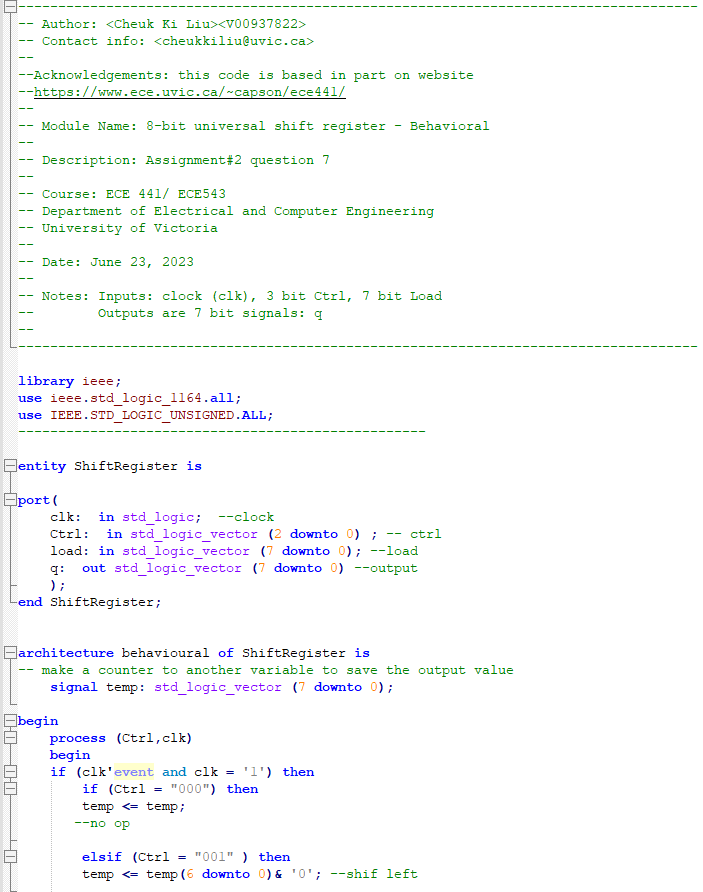 --------------------------------------------------------------------------------------
-- Author: <Cheuk Ki Liu><V00937822>
-- Contact info: <cheukkiliu@uvic.ca>
--
--Acknowledgements: this code is based in part on website
--https://www.ece.uvic.ca/~capson/ece441/
--
-- Module Name: 8-bit universal shift register - Behavioral
--
-- Description: Assignment#2 question 7
--
-- Course: ECE 441/ ECE543
-- Department of Electrical and Computer Engineering
-- University of Victoria
--
-- Date: June 23, 2023
--
-- Notes: Inputs: clock (clk), 3 bit Ctrl, 7 bit Load
--        Outputs are 7 bit signals: q
--
--------------------------------------------------------------------------------------
library ieee;
use ieee.std_logic_1164.all;
use IEEE.STD_LOGIC_UNSIGNED.ALL;
---------------------------------------------------
entity ShiftRegister is
port(
    clk:  in std_logic;  --clock
    Ctrl:  in std_logic_vector (2 downto 0) ; -- ctrl
    load: in std_logic_vector (7 downto 0); --load
    q:  out std_logic_vector (7 downto 0) --output
    );
end ShiftRegister;
architecture behavioural of ShiftRegister is
-- make a counter to another variable to save the output value
    signal temp: std_logic_vector (7 downto 0);
begin
    process (Ctrl,clk)
    begin
    if (clk'event and clk = '1') then
        if (Ctrl = "000") then
        temp <= temp;
       --no op
        elsif (Ctrl = "001" ) then
        temp <= temp(6 downto 0)& '0'; --shif left